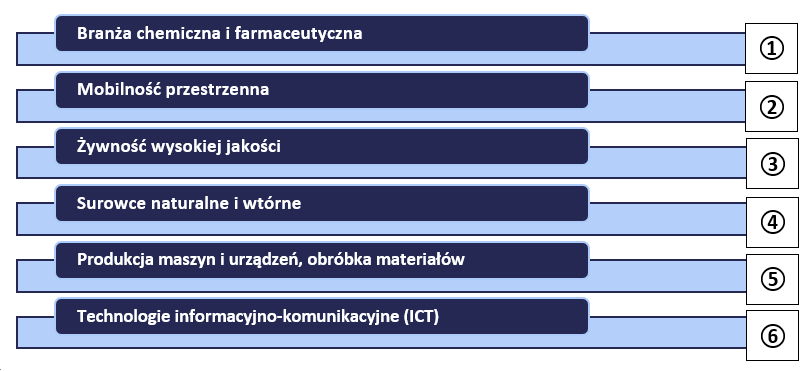 Branża chemiczna i farmaceutyczna
①
Mobilność przestrzenna
②
Żywność wysokiej jakości
③
Surowce naturalne i wtórne
④
Produkcja maszyn i urządzeń, obróbka materiałów
⑤
Technologie informacyjno-komunikacyjne (ICT)
⑥